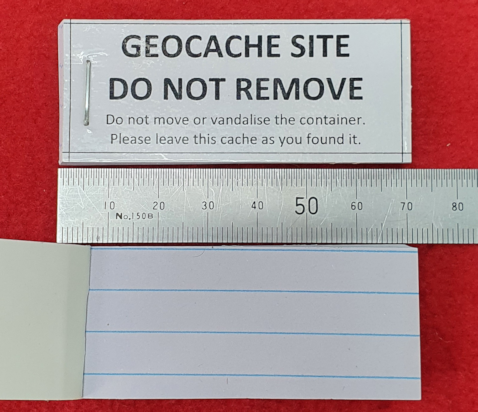 GEOCACHE SITE
DO NOT REMOVE
Do not move or vandalise the container.
Please leave this cache as you found it.
10 20 30 40 50 60 70 80
No.150B